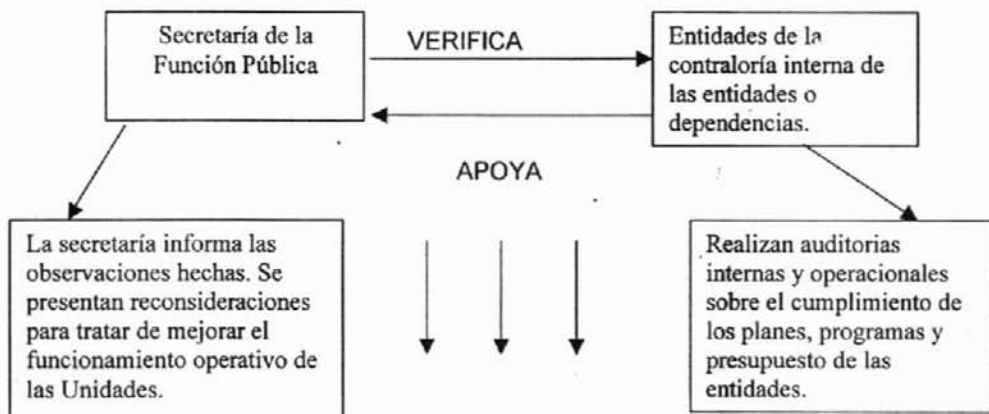 Secretaría de la
Función Pública
VERIFICA
Entidades de la
contraloría interna de
las entidades o
dependencias.
APOYA
La secretaría informa las
observaciones hechas. Se
presentan reconsideraciones
para tratar de mejorar el
funcionamiento operativo de
las Unidades.
Realizan auditorias
internas y operacionales
sobre el cumplimiento de
los planes, programas y
presupuesto de las
entidades.